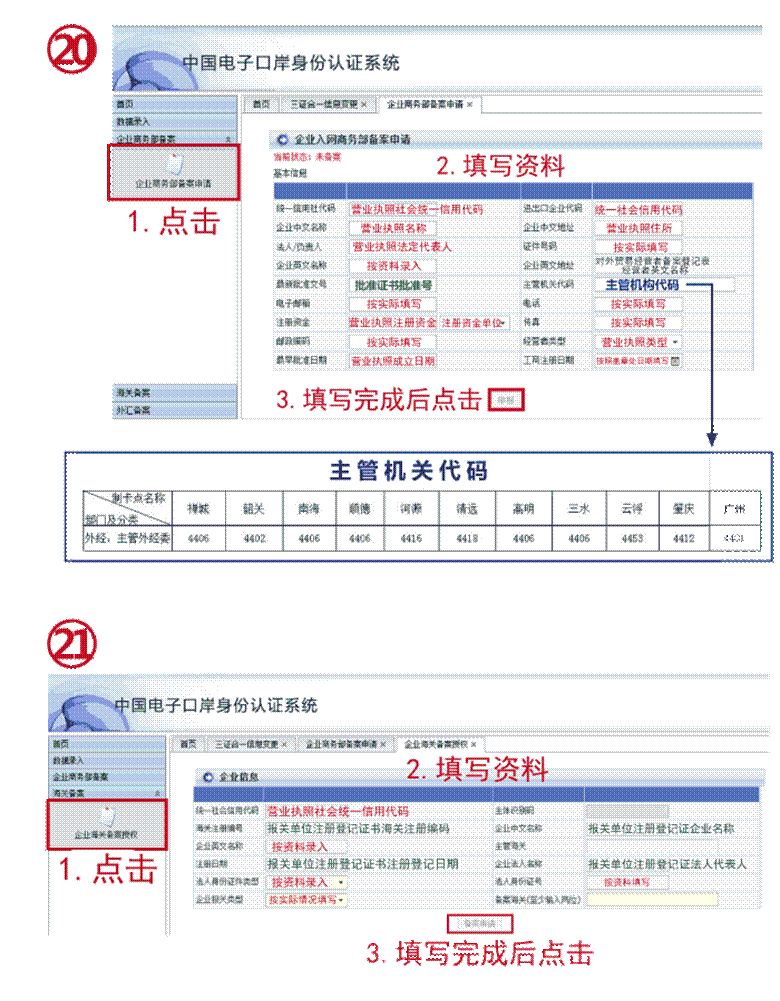 ⑳
中国电子口岸身份认证系统
首页
数据录入
企业商务部备案
企业商务部备案申请
1.点击
海关备案
外汇备案
首页 三证合一信息变更 × 企业商务部备案申请 ×
企业入网商务部备案申请
当前状态：未备案
2.填写资料
基本信息
统一信用社代码 营业执照社会统一信用代码 进出口企业代码 统一社会信用代码
企业中文名称 营业执照名称 企业中文地址 营业执照住所
法人/负责人 营业执照法定代表人 证件号码 按实际填写
企业英文名称 按资料录入 企业英文地址 对外贸易经营者备案登记表
经营者英文名称
最新批准文号 批准证书批准号 主管机关代码 主管机构代码
电子邮箱 按实际填写 电话 按实际填写
注册资金 营业执照注册资金 注册资金单位 传真 按实际填写
邮政编码 按实际填写 经营者类型 营业执照类型
最早批准日期 营业执照成立日期 工商注册日期 按照盖章处日期填写
3.填写完成后点击 申报
主管机关代码
制卡点名称
部门及分类
禅城 韶关 南海 顺德 河源 清远 高明 三水 云浮 肇庆 广州
外经：主管外经委 4406 4402 4406 4406 4416 4418 4406 4406 4453 4412 4401
㉑
中国电子口岸身份认证系统
首页
数据录入
企业商务部备案
海关备案
企业海关备案授权
1.点击
首页 三证合一信息变更 × 企业商务部备案申请 × 企业海关备案授权 ×
企业信息
2.填写资料
统一社会信用代码 营业执照社会统一信用代码 主体识别码
海关注册编号 报关单位注册登记证书海关注册编码 企业中文名称 报关单位注册登记证企业名称
企业英文名称 按资料录入 主管海关
注册日期 报关单位注册登记证书注册登记日期 企业法人名称 报关单位注册登记证法人代表人
法人身份证件类型 按资料录入 法人身份证号 按资料填写
企业报关类型 按实际情况填写 备案海关(至少输入两位)
备案申请
3.填写完成后点击